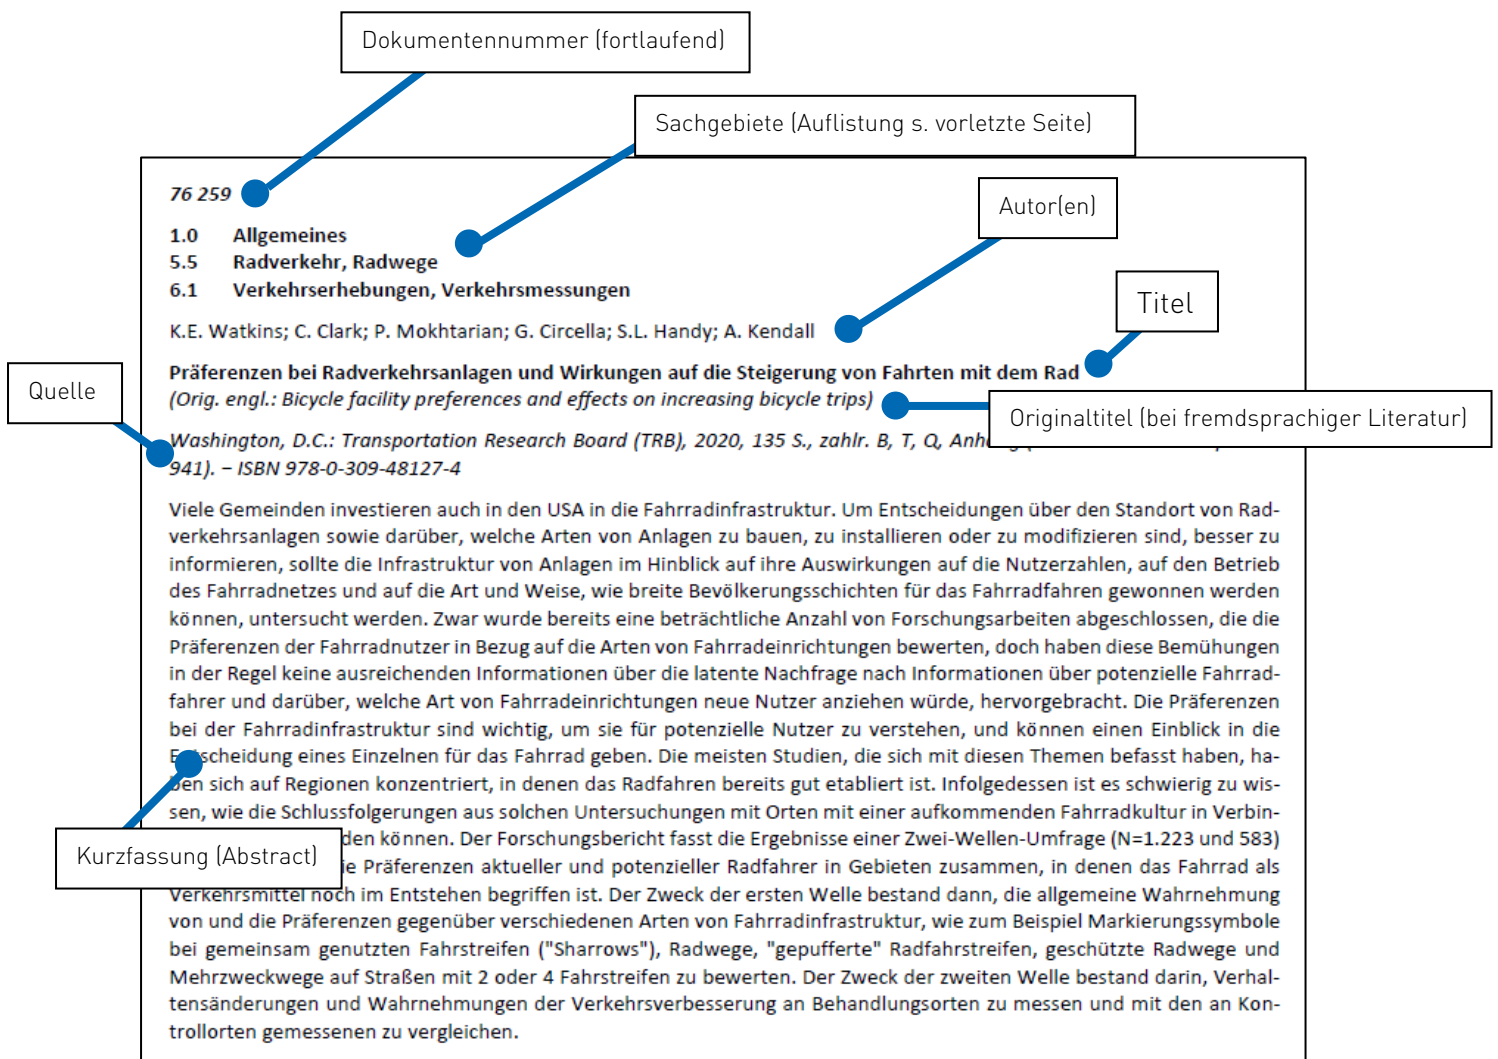 Dokumentennummer (fortlaufend)
Sachgebiete (Auflistung s. vorletzte Seite)
76 259
Autor(en)
1.0 Allgemeines
5.5 Radverkehr, Radwege
6.1 Verkehrserhebungen, Verkehrsmessungen
Titel
K.E. Watkins; C. Clark; P. Mokhtarian; G. Circella; S.L. Handy; A. Kendall
Präferenzen bei Radverkehrsanlagen und Wirkungen auf die Steigerung von Fahrten mit dem Rad
Quelle
(Orig. engl.: Bicycle facility preferences and effects on increasing bicycle trips)
Originaltitel (bei fremdsprachiger Literatur)
Washington, D.C.: Transportation Research Board (TRB), 2020, 135 S., zahlr. B, T, Q,
941). – ISBN 978-0-309-48127-4
Viele Gemeinden investieren auch in den USA in die Fahrradinfrastruktur. Um Entscheidungen über den Standort von Rad-
verkehrsanlagen sowie darüber, welche Arten von Anlagen zu bauen, zu installieren oder zu modifizieren sind, besser zu
informieren, sollte die Infrastruktur von Anlagen im Hinblick auf ihre Auswirkungen auf die Nutzerzahlen, auf den Betrieb
des Fahrradnetzes und auf die Art und Weise, wie breite Bevölkerungsschichten für das Fahrradfahren gewonnen werden
können, untersucht werden. Zwar wurde bereits eine beträchtliche Anzahl von Forschungsarbeiten abgeschlossen, die die
Präferenzen der Fahrradnutzer in Bezug auf die Arten von Fahrradeinrichtungen bewerten, doch haben diese Bemühungen
in der Regel keine ausreichenden Informationen über die latente Nachfrage nach Informationen über potenzielle Fahrrad-
fahrer und darüber, welche Art von Fahrradeinrichtungen neue Nutzer anziehen würde, hervorgebracht. Die Präferenzen
bei der Fahrradinfrastruktur sind wichtig, um sie für potenzielle Nutzer zu verstehen, und können einen Einblick in die
Entscheidung eines Einzelnen für das Fahrrad geben. Die meisten Studien, die sich mit diesen Themen befasst haben, ha-
ben sich auf Regionen konzentriert, in denen das Radfahren bereits gut etabliert ist. Infolgedessen ist es schwierig zu wis-
sen, wie die Schlussfolgerungen aus solchen Untersuchungen mit Orten mit einer aufkommenden Fahrradkultur in Verbin-
den können. Der Forschungsbericht fasst die Ergebnisse einer Zwei-Wellen-Umfrage (N=1.223 und 583)
Kurzfassung (Abstract)
ie Präferenzen aktueller und potenzieller Radfahrer in Gebieten zusammen, in denen das Fahrrad als
Verkehrsmittel noch im Entstehen begriffen ist. Der Zweck der ersten Welle bestand dann, die allgemeine Wahrnehmung
von und die Präferenzen gegenüber verschiedenen Arten von Fahrradinfrastruktur, wie zum Beispiel Markierungssymbole
bei gemeinsam genutzten Fahrstreifen ("Sharrows"), Radwege, "gepufferte" Radfahrstreifen, geschützte Radwege und
Mehrzweckwege auf Straßen mit 2 oder 4 Fahrstreifen zu bewerten. Der Zweck der zweiten Welle bestand darin, Verhal-
tensänderungen und Wahrnehmungen der Verkehrsverbesserung an Behandlungsorten zu messen und mit den an Kon-
trollorten gemessenen zu vergleichen.